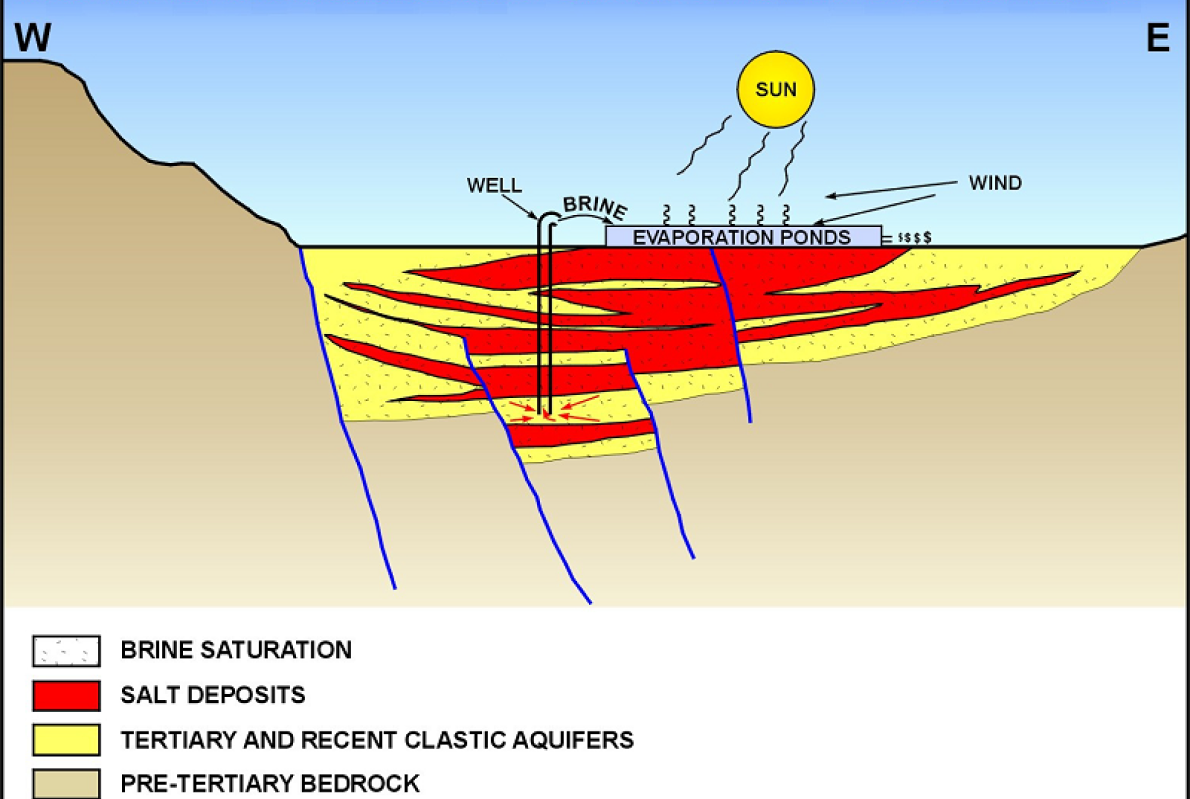 W
E
SUN
WELL
BRINE
WIND
EVAPORATION PONDS
= $$$$
BRINE SATURATION
SALT DEPOSITS
TERTIARY AND RECENT CLASTIC AQUIFERS
PRE-TERTIARY BEDROCK